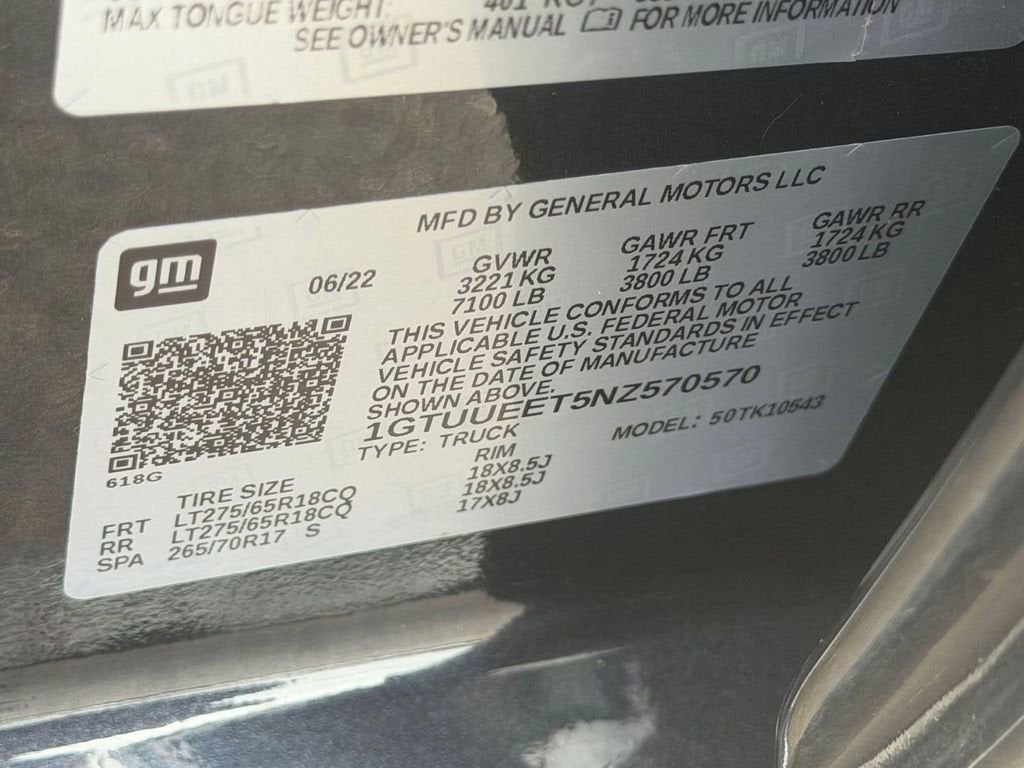 MAX TONGUE WEIGHT:
SEE OWNER'S MANUAL FOR MORE INFORMATION
MFD BY GENERAL MOTORS LLC
gm
06/22
GVWR GAWR FRT GAWR RR
3221 KG 1724 KG 1724 KG
7100 LB 3800 LB 3800 LB
THIS VEHICLE CONFORMS TO ALL
APPLICABLE U.S. FEDERAL MOTOR
VEHICLE SAFETY STANDARDS IN EFFECT
ON THE DATE OF MANUFACTURE
SHOWN ABOVE.
1GTUUEET5NZ570570
TYPE: TRUCK MODEL: 50TK10543
618G
TIRE SIZE RIM
FRT LT275/65R18CQ 18X8.5J
RR LT275/65R18CQ 18X8.5J
SPA 265/70R17 S 17X8J